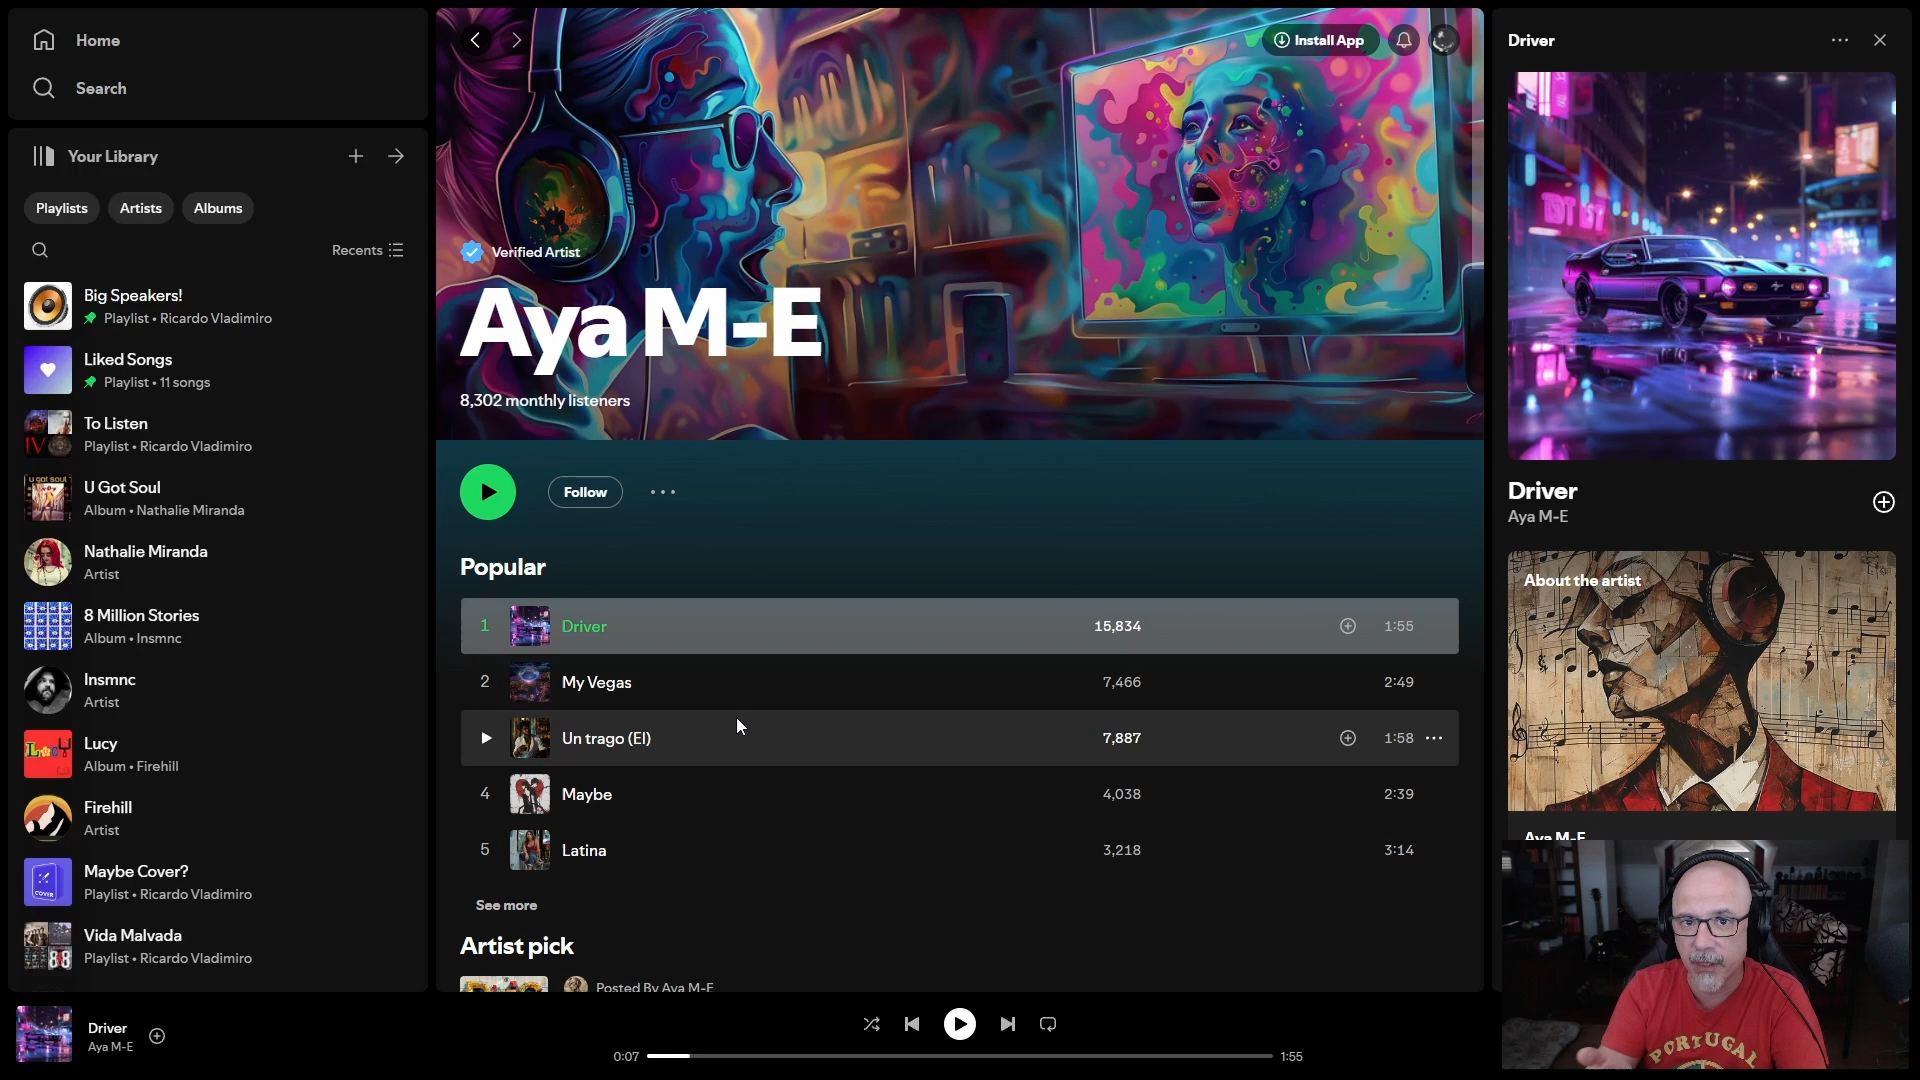 Home
Search
Your Library
Playlists
Artists
Albums
Recents
Big Speakers!
Playlist • Ricardo Vladimiro
Liked Songs
Playlist • 11 songs
To Listen
Playlist • Ricardo Vladimiro
U Got Soul
Album • Nathalie Miranda
Nathalie Miranda
Artist
8 Million Stories
Album • Insmnc
Insmnc
Artist
Lucy
Album • Firehill
Firehill
Artist
Maybe Cover?
Playlist • Ricardo Vladimiro
Vida Malvada
Playlist • Ricardo Vladimiro
Install App
Verified Artist
Aya M-E
8,302 monthly listeners
Follow
Popular
1 Driver 15,834 1:55
2 My Vegas 7,466 2:49
Un trago (El) 7,887 1:58
4 Maybe 4,038 2:39
5 Latina 3,218 3:14
See more
Artist pick
Posted By Aya M-E
Driver
Driver
Aya M-E
About the artist
Aya M-E
PORTUGAL
Driver
Aya M-E
0:07
1:55